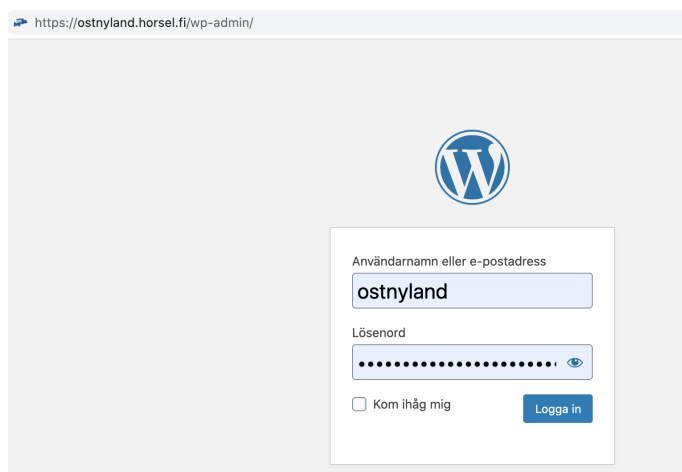 https://ostnyland.horsel.fi/wp-admin/
Användarnamn eller e-postadress
ostnyland
Lösenord
Kom ihåg mig
Logga in